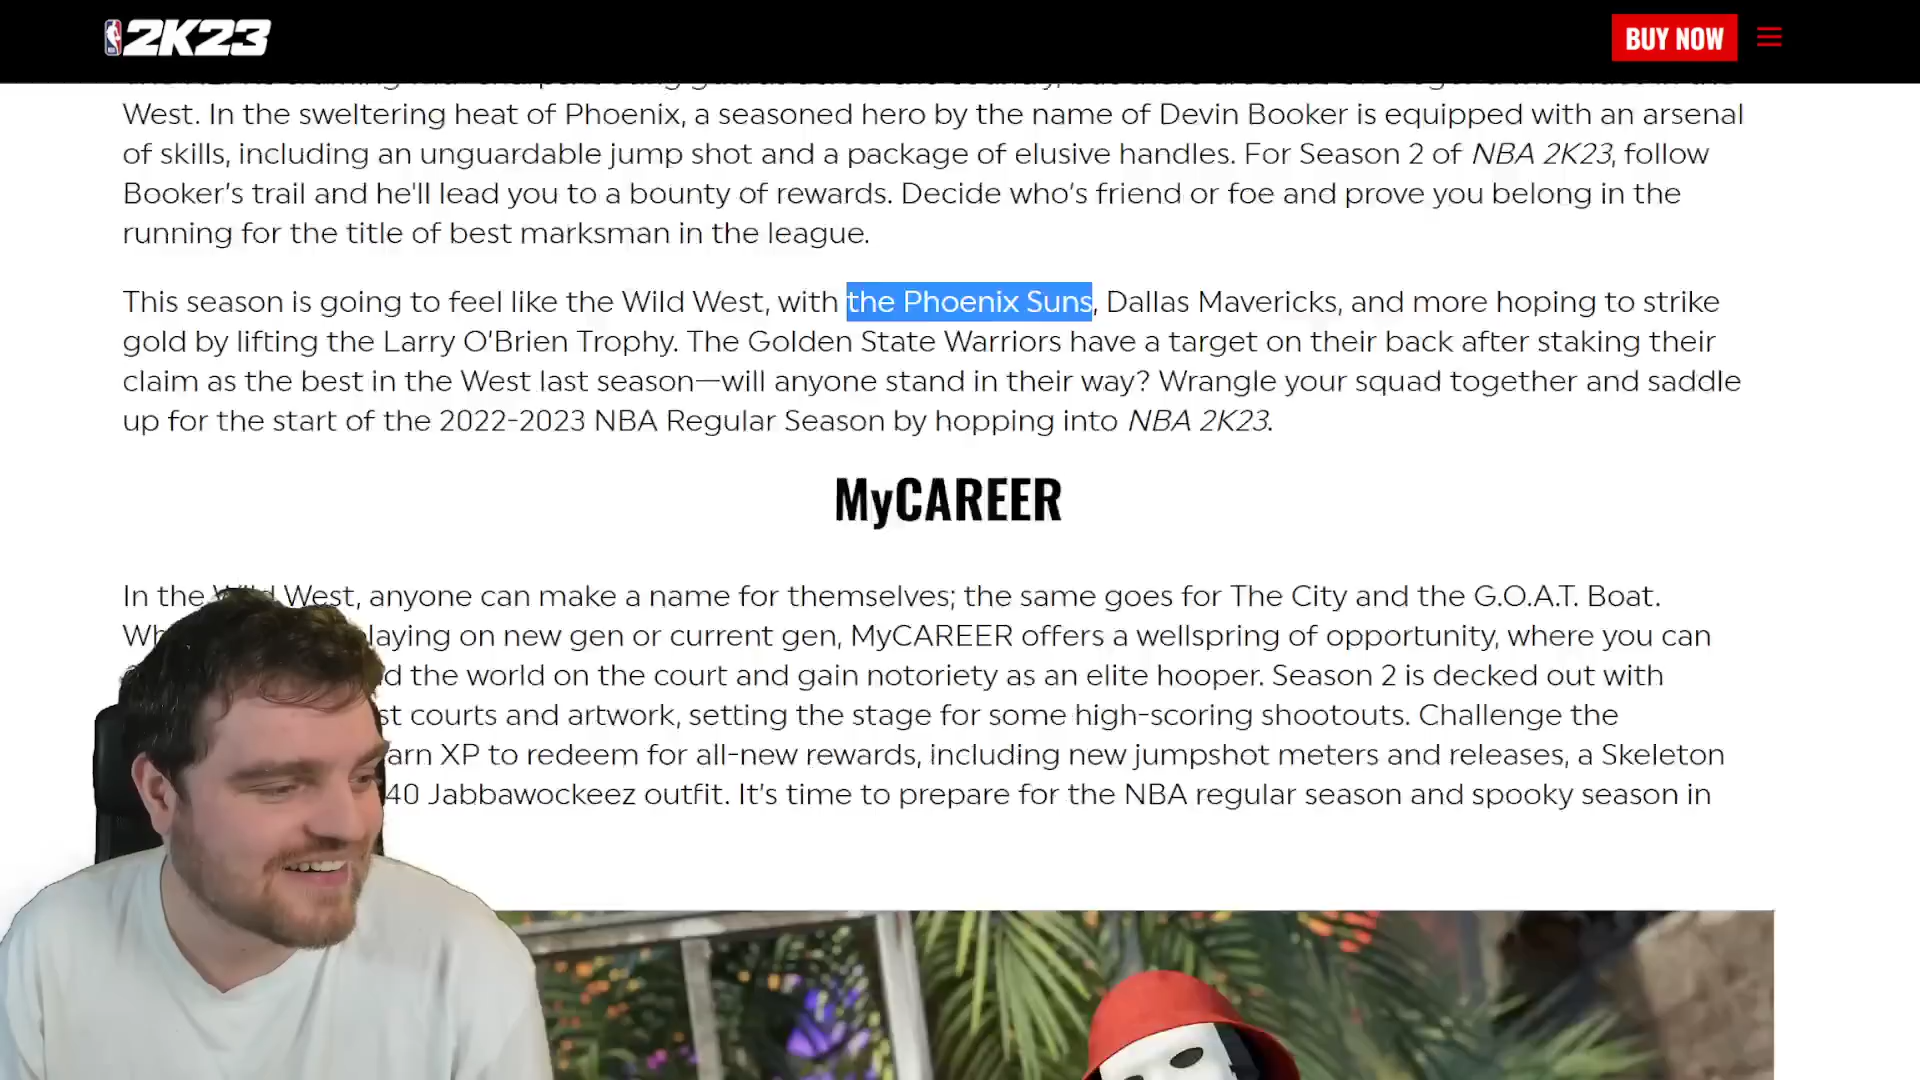 2K23
BUY NOW
West. In the sweltering heat of Phoenix, a seasoned hero by the name of Devin Booker is equipped with an arsenal
of skills, including an unguardable jump shot and a package of elusive handles. For Season 2 of NBA 2K23, follow
Booker’s trail and he'll lead you to a bounty of rewards. Decide who’s friend or foe and prove you belong in the
running for the title of best marksman in the league.
This season is going to feel like the Wild West, with the Phoenix Suns, Dallas Mavericks, and more hoping to strike
gold by lifting the Larry O’Brien Trophy. The Golden State Warriors have a target on their back after staking their
claim as the best in the West last season—will anyone stand in their way? Wrangle your squad together and saddle
up for the start of the 2022-2023 NBA Regular Season by hopping into NBA 2K23.
MyCAREER
In the Wild West, anyone can make a name for themselves; the same goes for The City and the G.O.A.T. Boat.
laying on new gen or current gen, MyCAREER offers a wellspring of opportunity, where you can
d the world on the court and gain notoriety as an elite hooper. Season 2 is decked out with
st courts and artwork, setting the stage for some high-scoring shootouts. Challenge the
arn XP to redeem for all-new rewards, including new jumpshot meters and releases, a Skeleton
40 Jabbawockeez outfit. It’s time to prepare for the NBA regular season and spooky season in